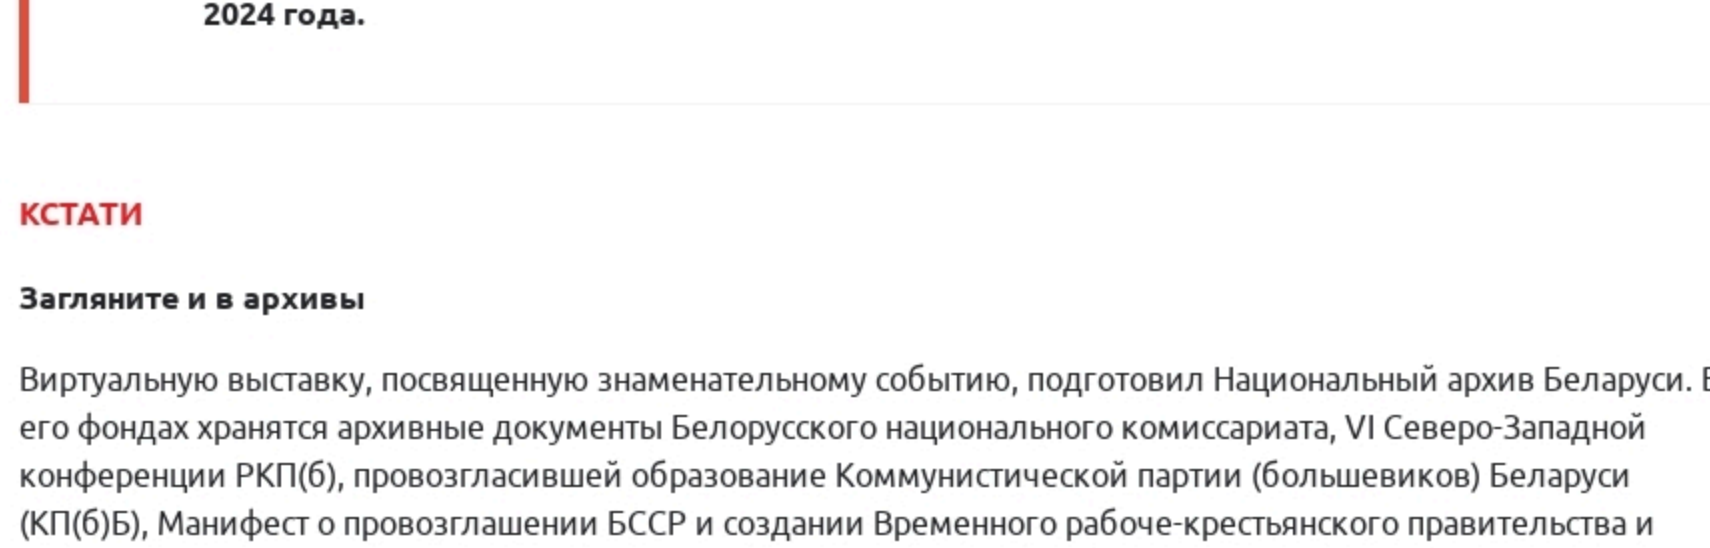 2024 года.
КСТАТИ
Загляните и в архивы
Виртуальную выставку, посвященную знаменательному событию, подготовил Национальный архив Беларуси. В
его фондах хранятся архивные документы Белорусского национального комиссариата, VI Северо-Западной
конференции РКП(б), провозгласившей образование Коммунистической партии (большевиков) Беларуси
(КП(б)Б), Манифест о провозглашении БССР и создании Временного рабоче-крестьянского правительства и